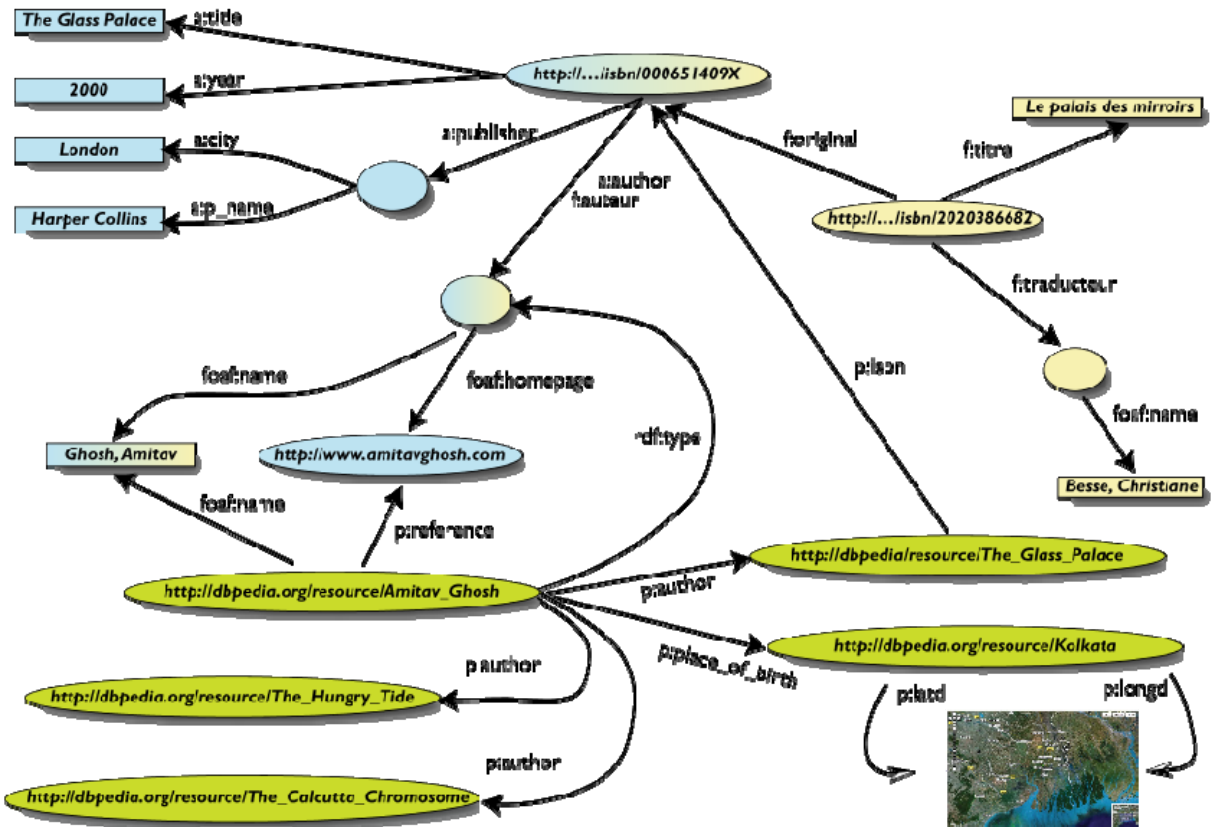 The Glass Palace
a:title
http://…/isbn/000651409X
2000
a:year
Le palais des mirroirs
London
a:city
a:publisher
f:original
f:titre
a:author
f:auteur
Harper Collins
a:p_name
http://…/isbn/2020386682
f:traducteur
foaf:name
foaf:homepage
p:isbn
foaf:name
rdf:type
Ghosh, Amitav
http://www.amitavghosh.com
Besse, Christiane
foaf:name
p:reference
http://dbpedia/resource/The_Glass_Palace
http://dbpedia.org/resource/Amitav_Ghosh
p:author
http://dbpedia.org/resource/Kolkata
p:author
p:place_of_birth
http://dbpedia.org/resource/The_Hungry_Tide
p:latd
p:longd
p:author
http://dbpedia.org/resource/The_Calcutta_Chromosome